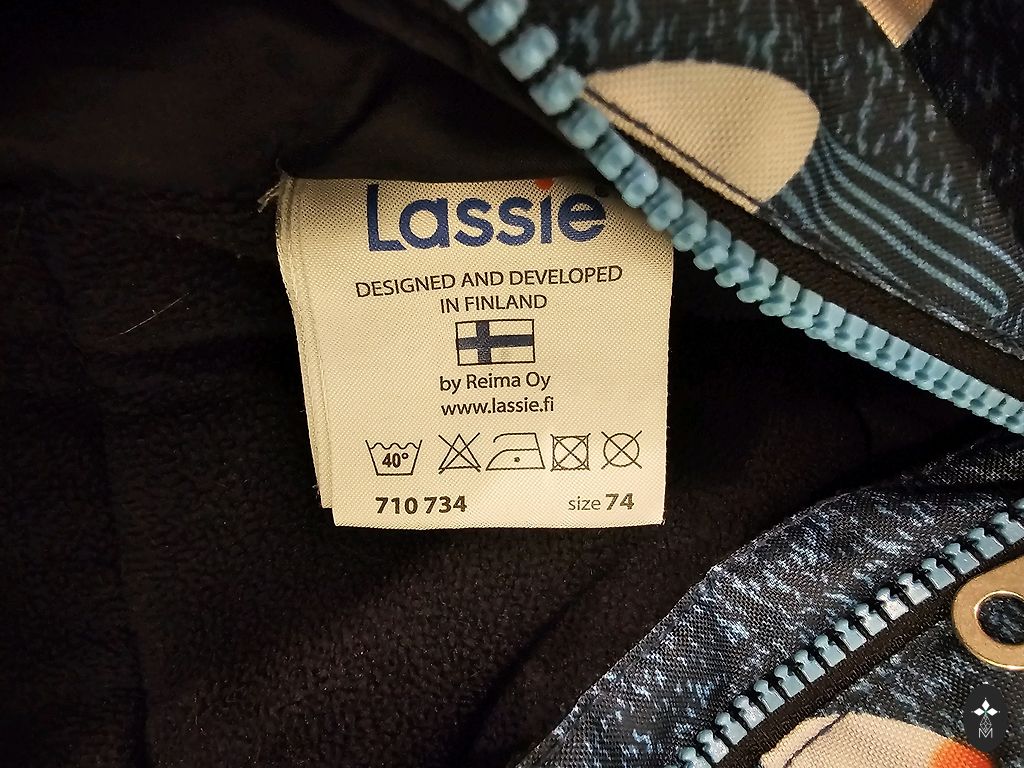 Lassie®
DESIGNED AND DEVELOPED
IN FINLAND
by Reima Oy
www.lassie.fi
40°
710 734
size 74
M